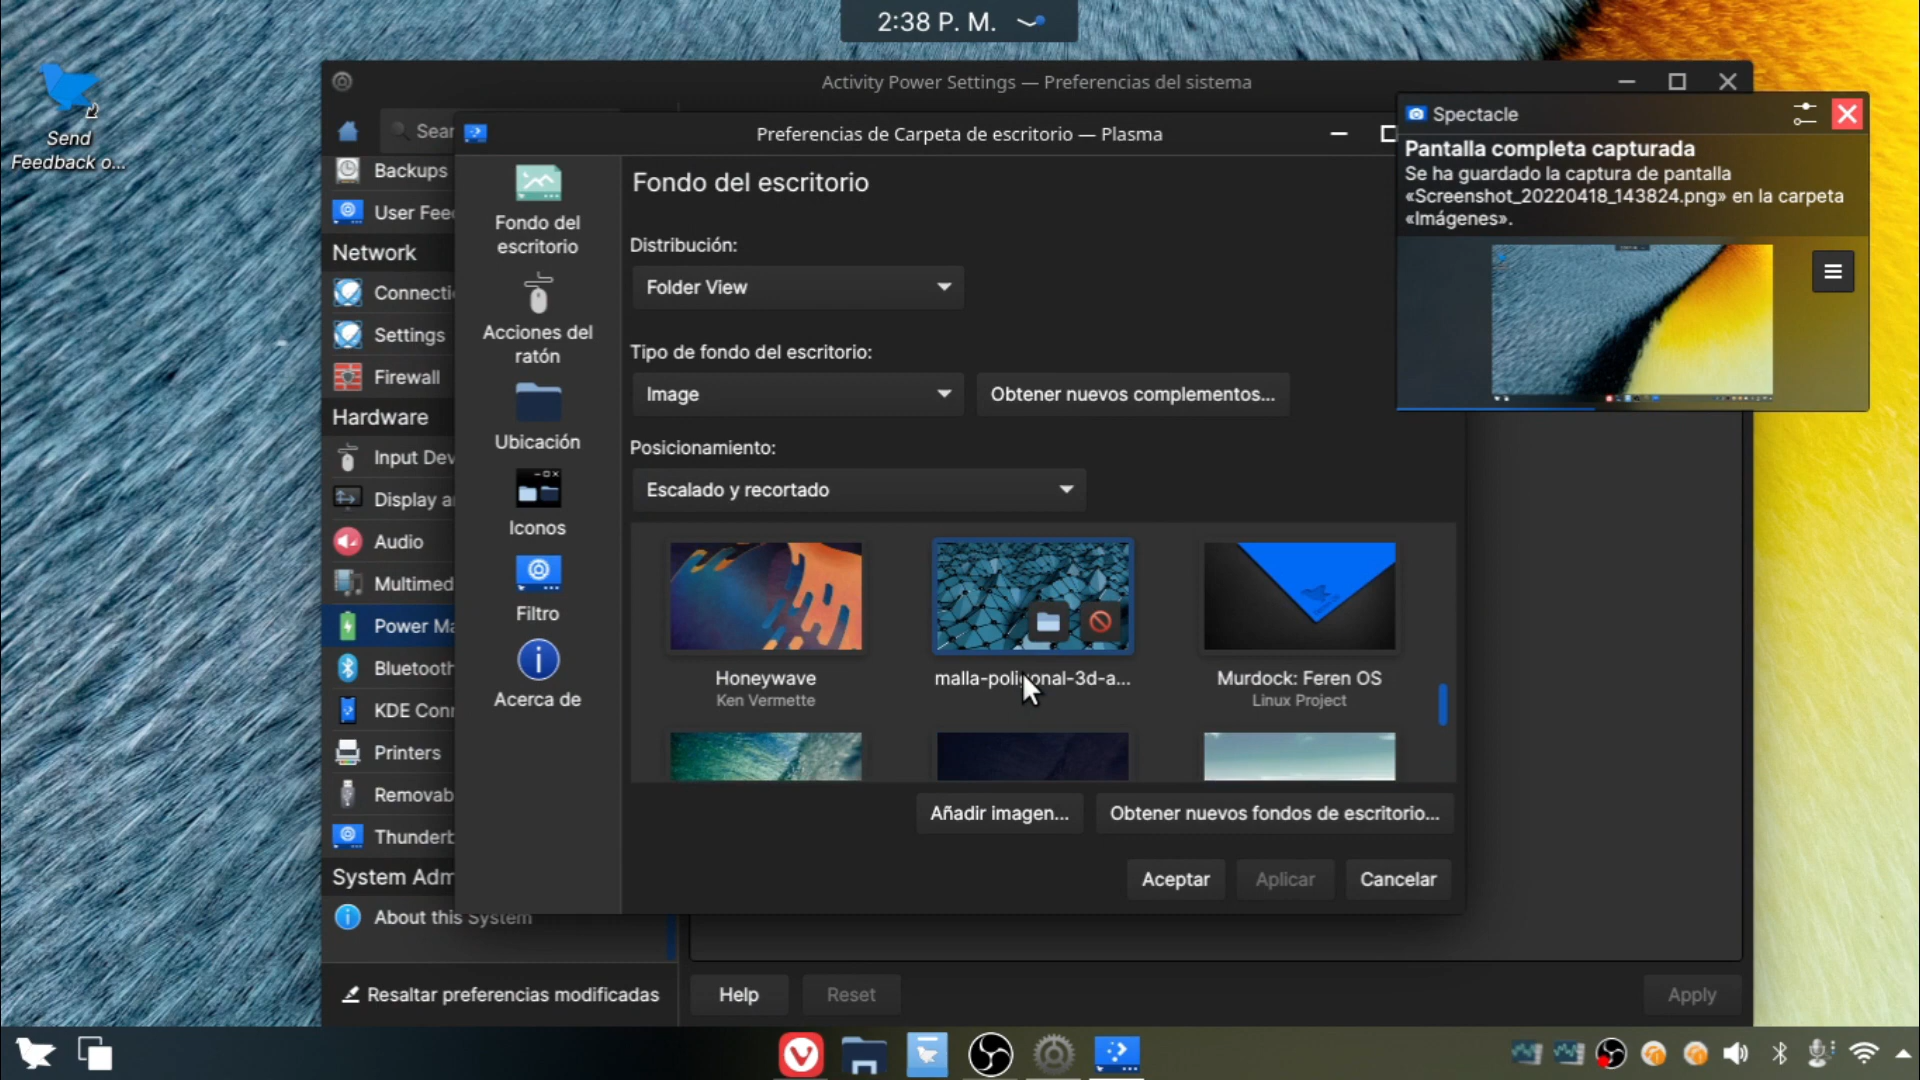 2:38 P. M.
Send
Feedback o...
Activity Power Settings — Preferencias del sistema
Sear
Backups
User Fee
Network
Connecti
Settings
Firewall
Hardware
Input Dev
Display a
Audio
Multimed
Power Ma
Bluetooth
KDE Conn
Printers
Removab
Thunderb
System Adm
About this System
Resaltar preferencias modificadas
Preferencias de Carpeta de escritorio — Plasma
Fondo del
escritorio
Acciones del
ratón
Ubicación
Iconos
Filtro
Acerca de
Fondo del escritorio
Distribución:
Folder View
Tipo de fondo del escritorio:
Image
Obtener nuevos complementos...
Posicionamiento:
Escalado y recortado
Honeywave
Ken Vermette
malla-poligonal-3d-a...
Murdock: Feren OS
Linux Project
Añadir imagen...
Obtener nuevos fondos de escritorio...
Aceptar
Aplicar
Cancelar
Help
Reset
Apply
Spectacle
Pantalla completa capturada
Se ha guardado la captura de pantalla
«Screenshot_20220418_143824.png» en la carpeta
«Imágenes».